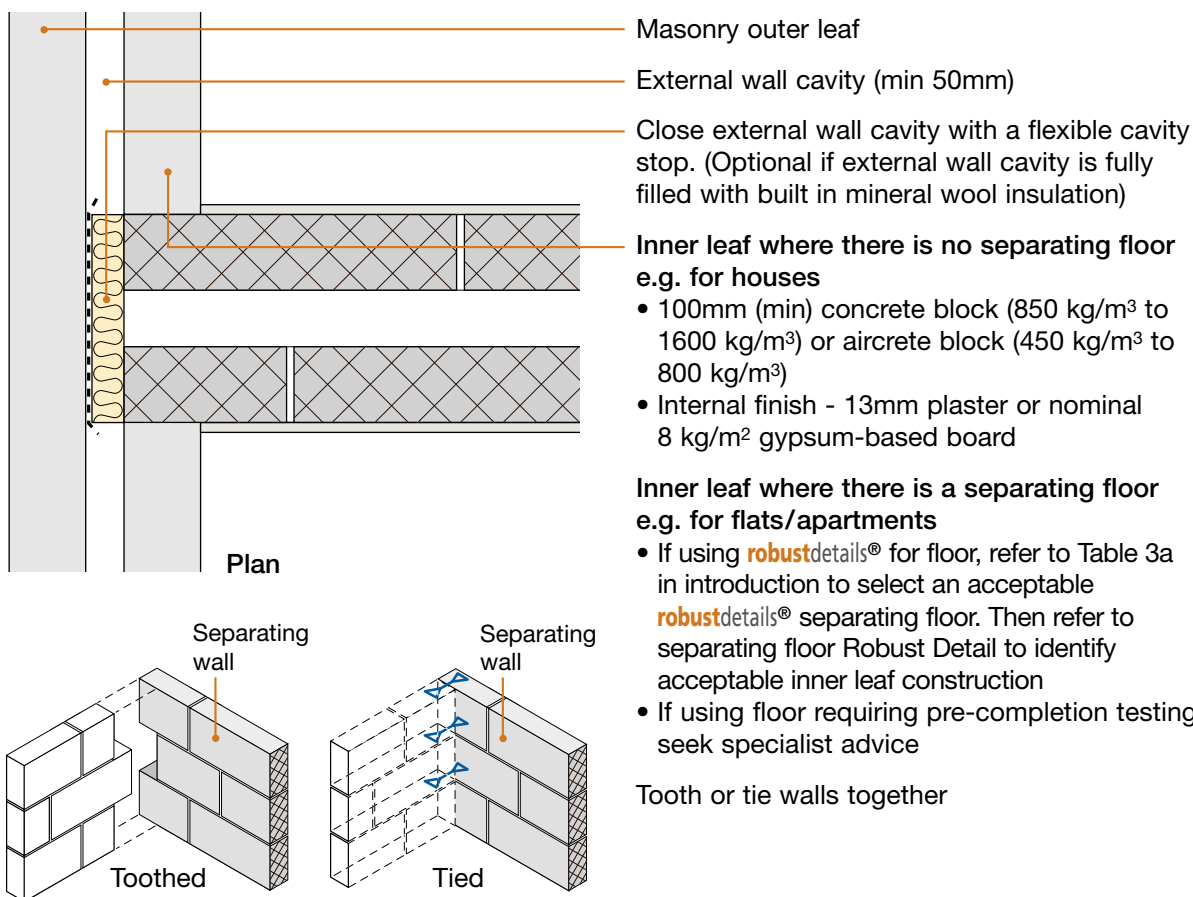 Masonry outer leaf
External wall cavity (min 50mm)
Close external wall cavity with a flexible cavity
stop. (Optional if external wall cavity is fully
filled with built in mineral wool insulation)
Inner leaf where there is no separating floor
e.g. for houses
• 100mm (min) concrete block (850 kg/m³ to
1600 kg/m³) or aircrete block (450 kg/m³ to
800 kg/m³)
• Internal finish - 13mm plaster or nominal
8 kg/m² gypsum-based board
Inner leaf where there is a separating floor
e.g. for flats/apartments
• If using robustdetails® for floor, refer to Table 3a
in introduction to select an acceptable
robustdetails® separating floor. Then refer to
separating floor Robust Detail to identify
acceptable inner leaf construction
• If using floor requiring pre-completion testing
seek specialist advice
Tooth or tie walls together
Plan
Separating
wall
Toothed
Separating
wall
Tied